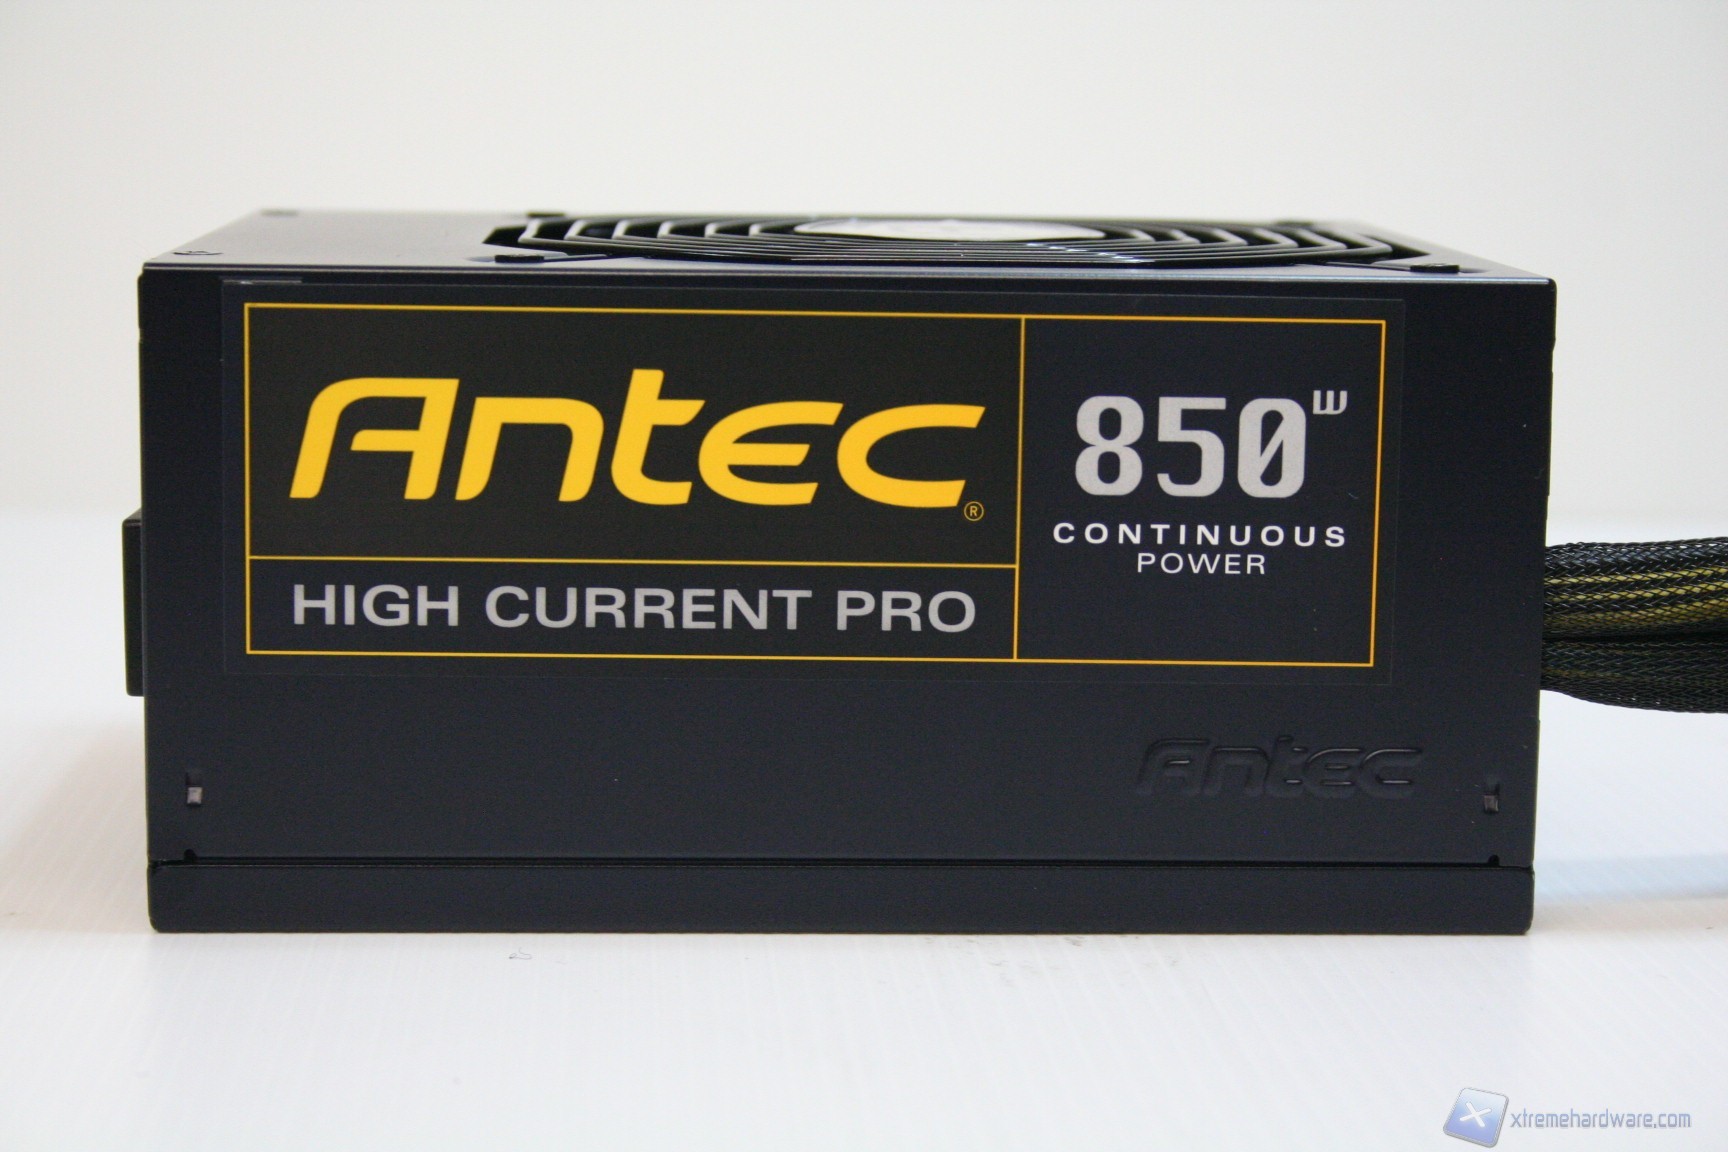 Antec®
HIGH CURRENT PRO
850W
CONTINUOUS
POWER
Antec
xtremehardware.com